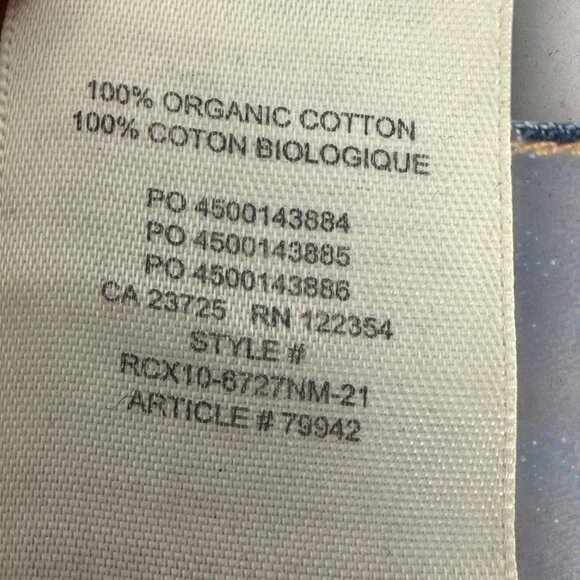 100% ORGANIC COTTON
100% COTON BIOLOGIQUE
PO 4500143884
PO 4500143885
PO 4500143886
CA 23725 RN 122354
STYLE #
RCX10-6727NM-21
ARTICLE # 79942